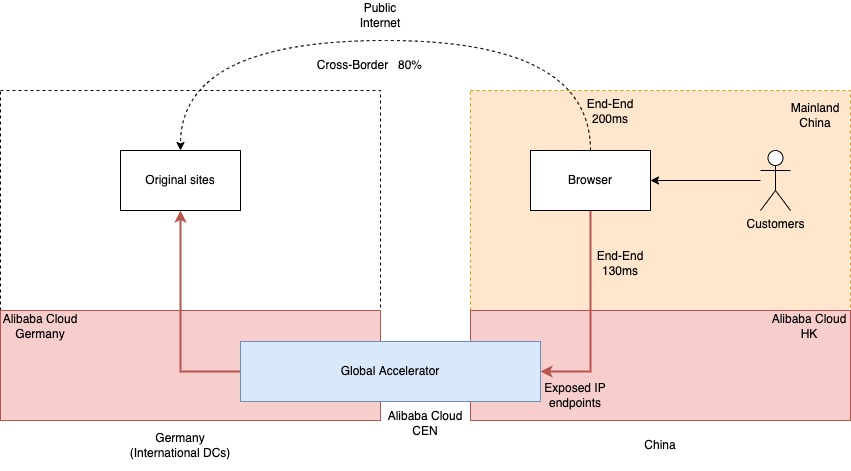 Public
Internet
Cross-Border 80%
End-End
200ms
Mainland
China
Original sites
Browser
Customers
End-End
130ms
Alibaba Cloud
Germany
Alibaba Cloud
HK
Global Accelerator
Exposed IP
endpoints
Alibaba Cloud
CEN
Germany
(International DCs)
China